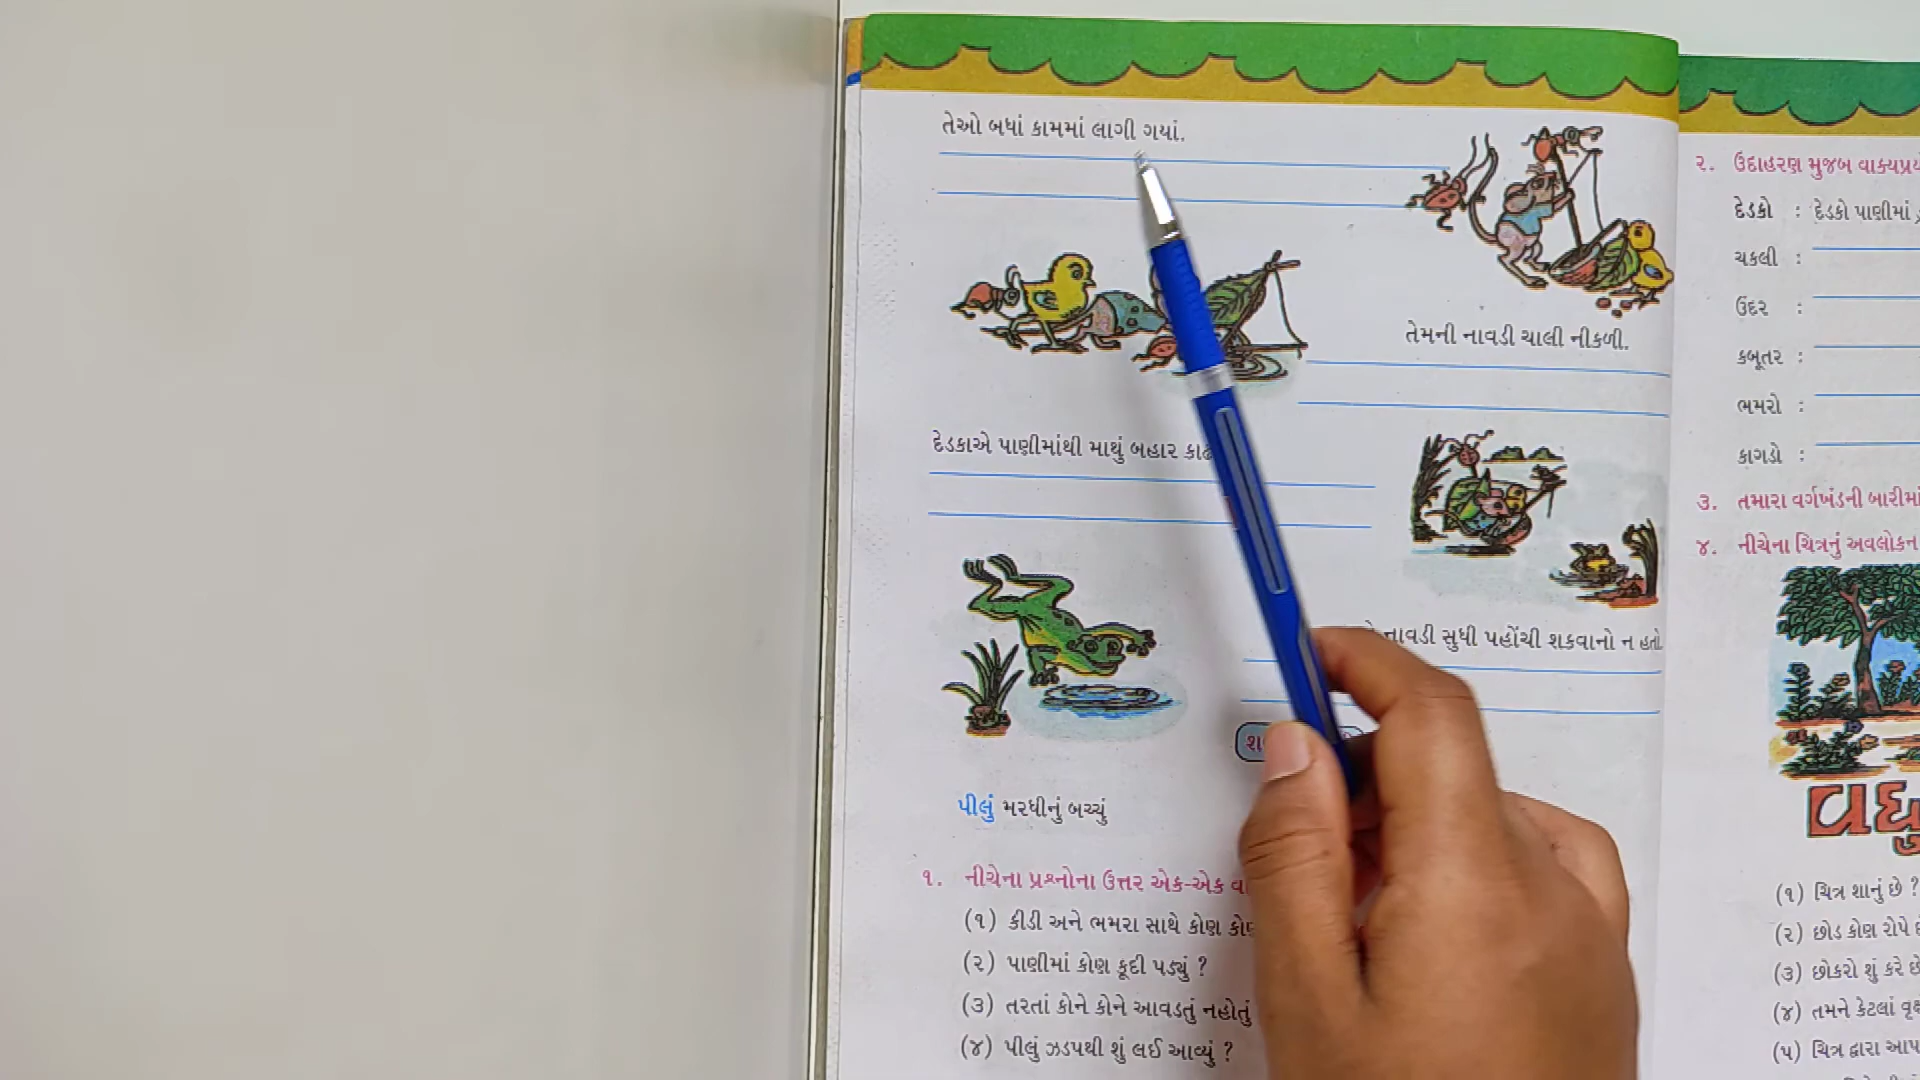 તેઓ બધાં કામમાં લાગી ગયાં.
તેમની નાવડી ચાલી નીકળી.
દેડકાએ પાણીમાંથી માથું બહાર
નાવડી સુધી પહોંચી શકવાનો ન હતો.
પીલું મરધીનું બચ્ચું
૧. નીચેના પ્રશ્નોના ઉત્તર એક-એક
(૧) કીડી અને ભમરા સાથે કોણ
(૨) પાણીમાં કોણ કૂદી પડ્યું ?
(૩) તરતાં કોને કોને આવડતું નહોતું
(૪) પીલું ઝડપથી શું લઈ આવ્યું ?
૨. ઉદાહરણ મુજબ
દેડકો : દેડકો પાણીમાં
ચકલી :
ઉંદર :
કબૂતર :
ભમરો :
કાગડો :
૩. તમારા વર્ગખંડની
૪. નીચેના ચિત્રનું અવલોકન
(૧) ચિત્ર શાનું છે ?
(૨) છોડ કોણ રોપે
(૩) છોકરો શું કરે
(૪) તમને કેટલાં
(૫) ચિત્ર દ્વારા